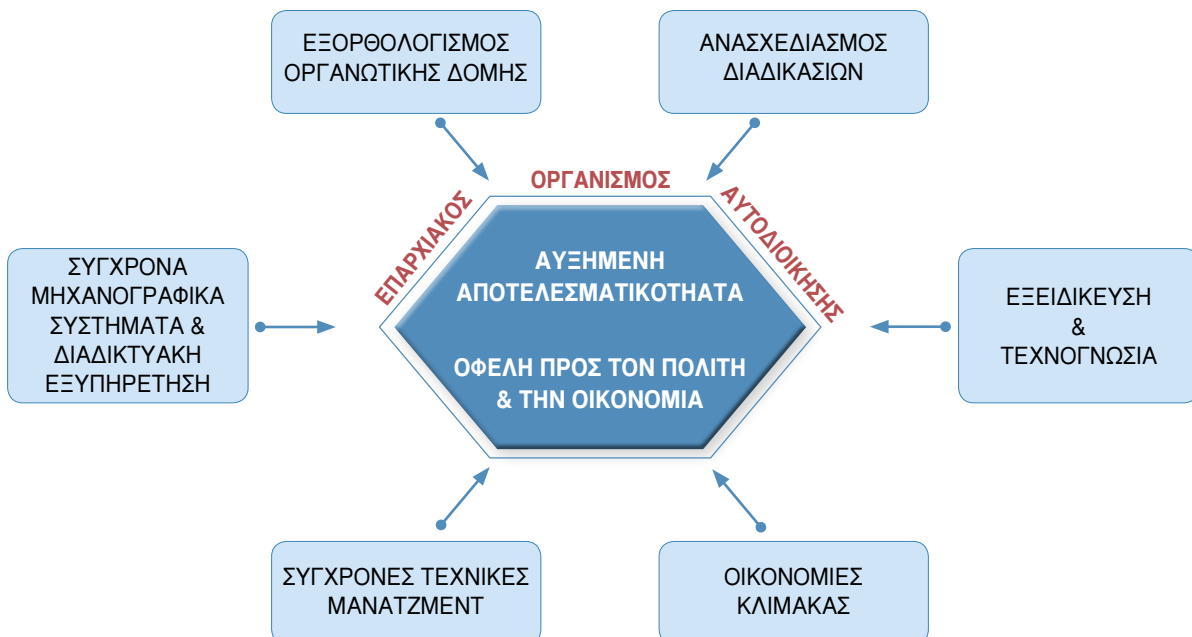 ΕΞΟΡΘΟΛΟΓΙΣΜΟΣ
ΟΡΓΑΝΩΤΙΚΗΣ ΔΟΜΗΣ
ΑΝΑΣΧΕΔΙΑΣΜΟΣ
ΔΙΑΔΙΚΑΣΙΩΝ
ΕΠΑΡΧΙΑΚΟΣ
ΟΡΓΑΝΙΣΜΟΣ
ΑΥΤΟΔΙΟΙΚΗΣΗΣ
ΣΥΓΧΡΟΝΑ
ΜΗΧΑΝΟΓΡΑΦΙΚΑ
ΣΥΣΤΗΜΑΤΑ &
ΔΙΑΔΙΚΤΥΑΚΗ
ΕΞΥΠΗΡΕΤΗΣΗ
ΑΥΞΗΜΕΝΗ
ΑΠΟΤΕΛΕΣΜΑΤΙΚΟΤΗΑΤΑ
ΟΦΕΛΗ ΠΡΟΣ ΤΟΝ ΠΟΛΙΤΗ
& ΤΗΝ ΟΙΚΟΝΟΜΙΑ
ΕΞΕΙΔΙΚΕΥΣΗ
&
ΤΕΧΝΟΓΝΩΣΙΑ
ΣΥΓΧΡΟΝΕΣ ΤΕΧΝΙΚΕΣ
ΜΑΝΑΤΖΜΕΝΤ
ΟΙΚΟΝΟΜΙΕΣ
ΚΛΙΜΑΚΑΣ